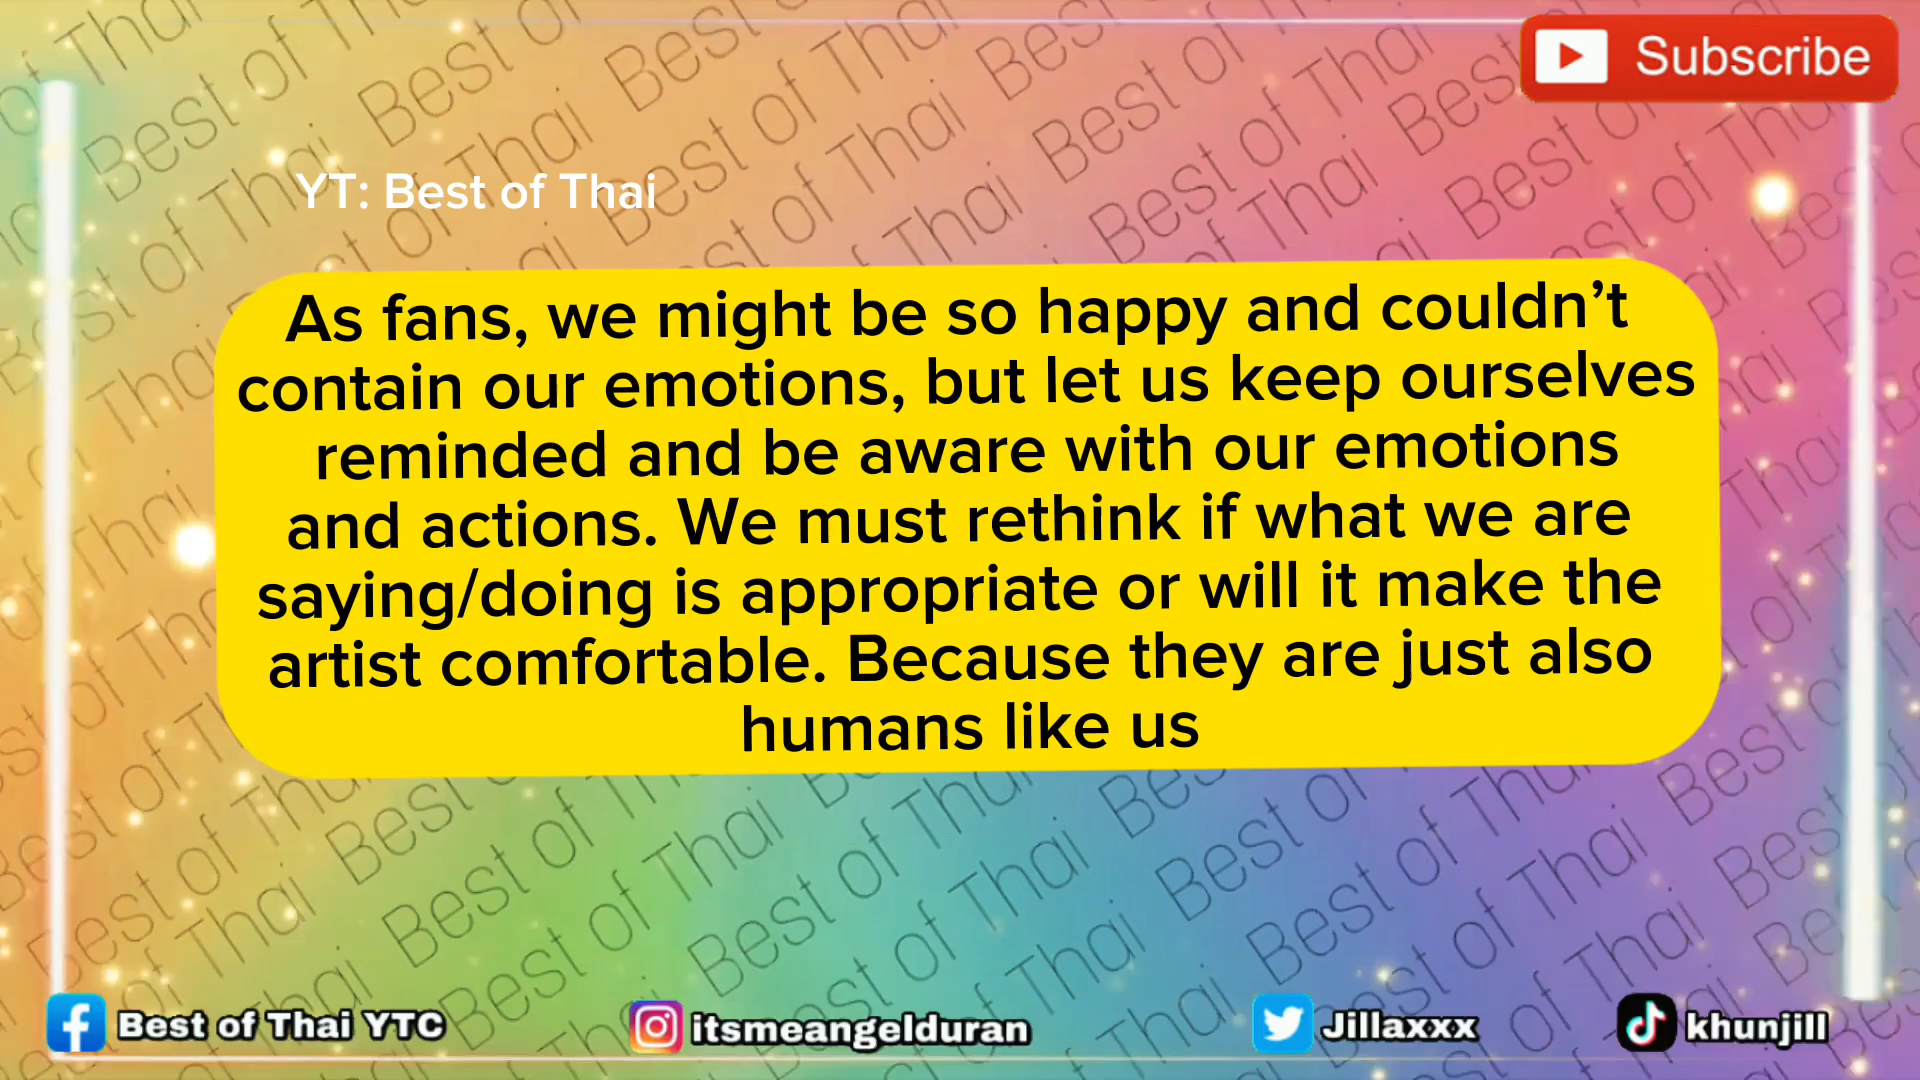 Subscribe
YT: Best of Thai
As fans, we might be so happy and couldn’t
contain our emotions, but let us keep ourselves
reminded and be aware with our emotions
and actions. We must rethink if what we are
saying/doing is appropriate or will it make the
artist comfortable. Because they are just also
humans like us
Best of Thai YTC
itsmeangelduran
Jillaxxx
khunjill
Best of Thai